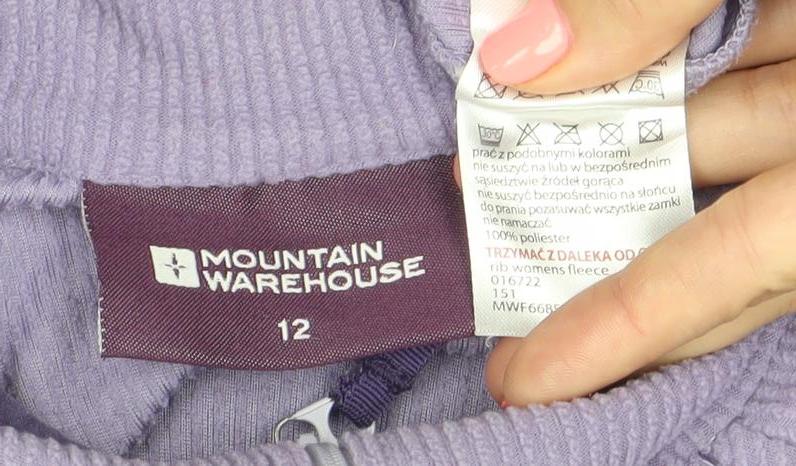 MOUNTAIN
WAREHOUSE
12
30°C
prać z podobnymi kolorami
nie suszyć na lub w bezpośrednim
sąsiedztwie źródeł gorąca
nie suszyć bezpośrednio na słońcu
do prania pozasuwać wszystkie zamki
nie namaczać
100% poliester
TRZYMAĆ Z DALEKA OD
rib womens fleece
016722
151